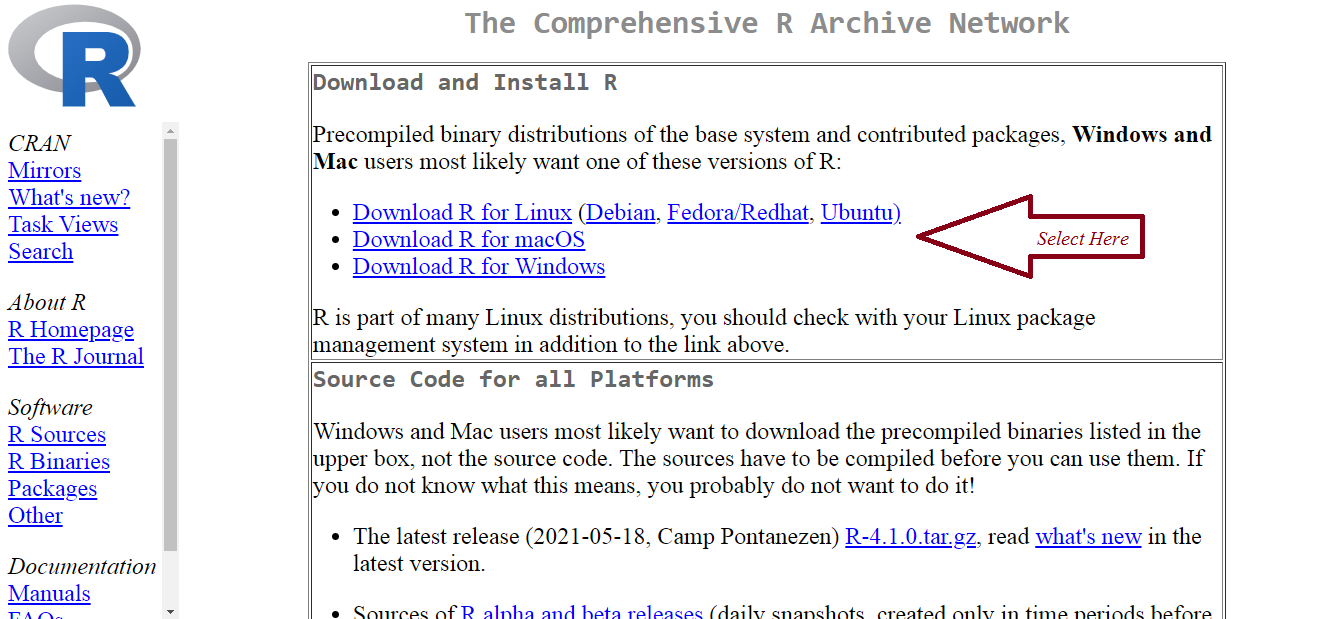 R
The Comprehensive R Archive Network
CRAN
Mirrors
What's new?
Task Views
Search
About R
R Homepage
The R Journal
Software
R Sources
R Binaries
Packages
Other
Documentation
Manuals
FAQs
Download and Install R
Precompiled binary distributions of the base system and contributed packages, Windows and
Mac users most likely want one of these versions of R:
• Download R for Linux (Debian, Fedora/Redhat, Ubuntu)
• Download R for macOS
• Download R for Windows
Select Here
R is part of many Linux distributions, you should check with your Linux package
management system in addition to the link above.
Source Code for all Platforms
Windows and Mac users most likely want to download the precompiled binaries listed in the
upper box, not the source code. The sources have to be compiled before you can use them. If
you do not know what this means, you probably do not want to do it!
• The latest release (2021-05-18, Camp Pontanezen) R-4.1.0.tar.gz, read what's new in the
latest version.
• Sources of R alpha and beta releases (daily snapshots, created only in time periods before